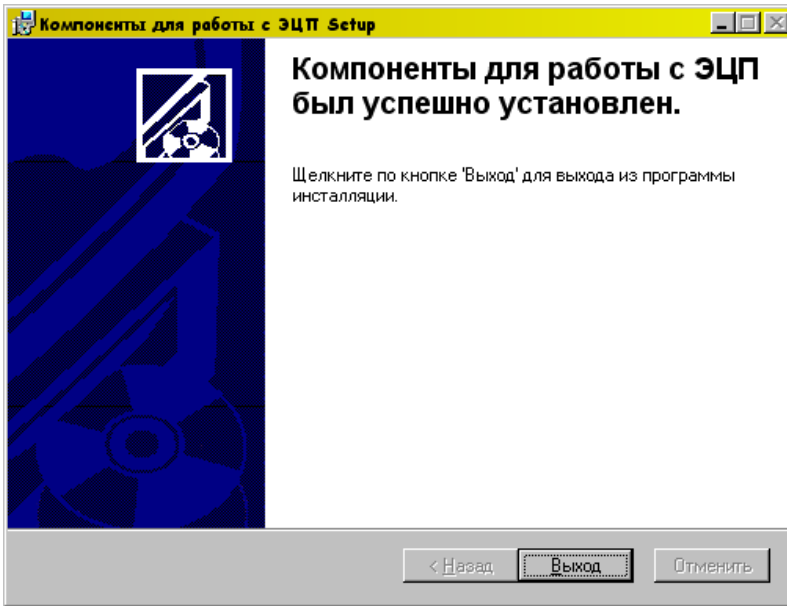 Компоненты для работы с ЭЦП Setup
Компоненты для работы с ЭЦП
был успешно установлен.
Щелкните по кнопке 'Выход' для выхода из программы
инсталляции.
< Назад
Выход
Отменить